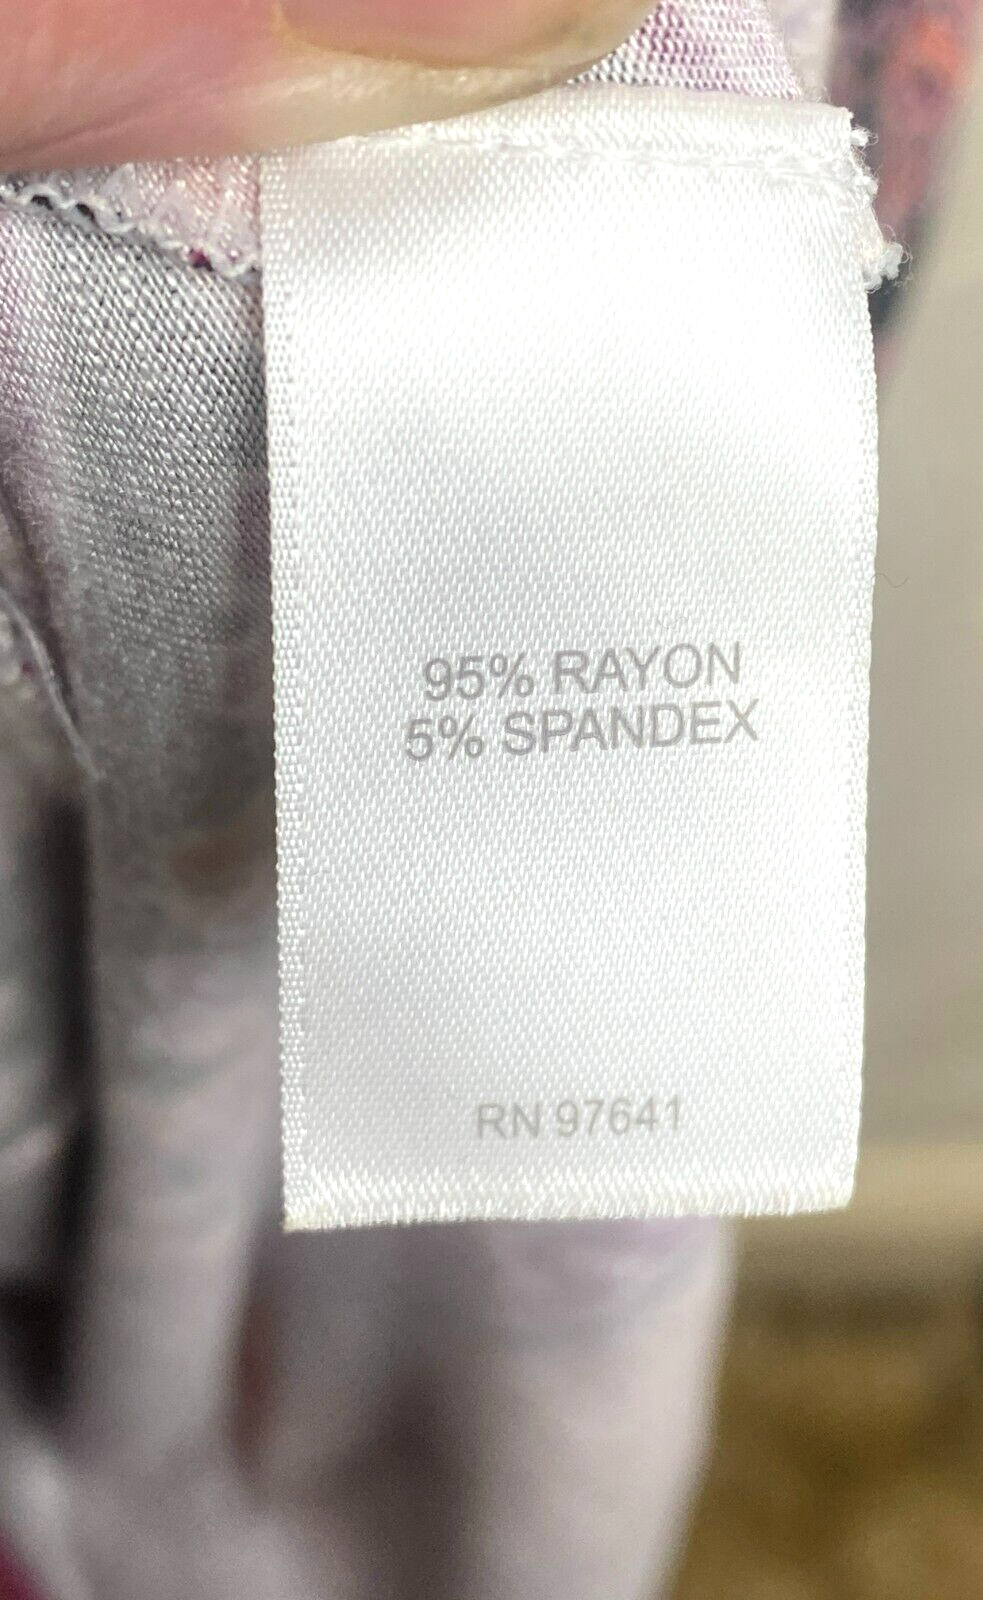 95% RAYON
5% SPANDEX
RN 97641